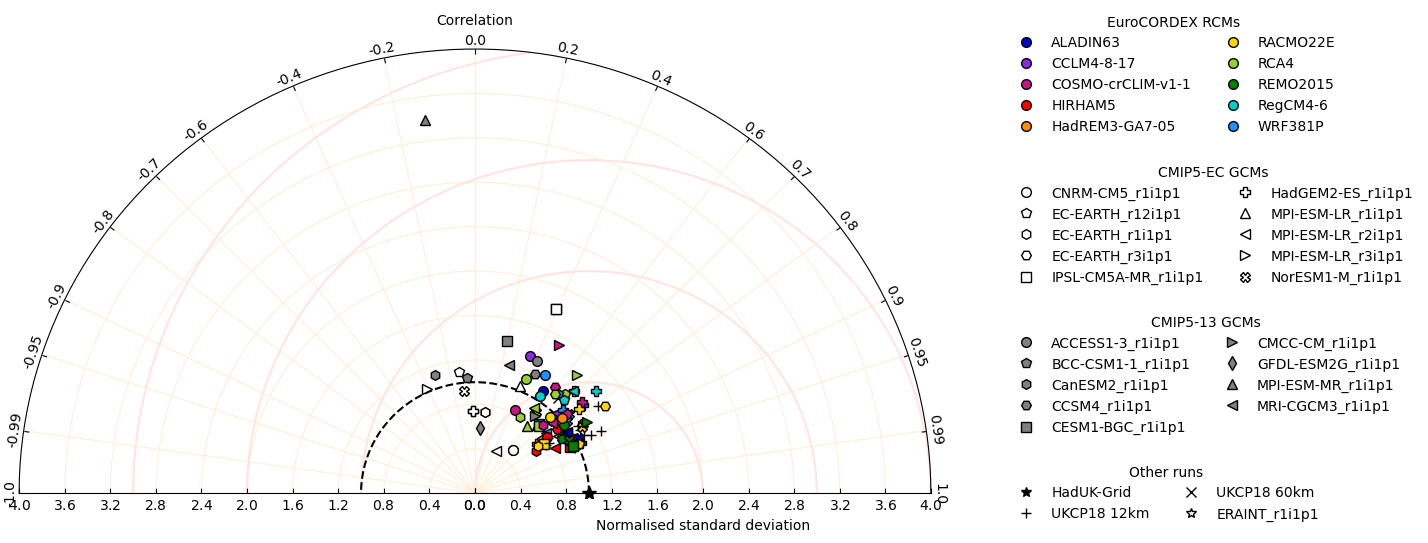 Correlation
-0.2 0.0 0.2
-0.4 0.4
-0.6 0.6
-0.7 0.7
-0.8 0.8
-0.9 0.9
-0.95 0.95
-0.99 0.99
-1.0 1.0
4.0 3.6 3.2 2.8 2.4 2.0 1.6 1.2 0.8 0.4 0.0 0.4 0.8 1.2 1.6 2.0 2.4 2.8 3.2 3.6 4.0
Normalised standard deviation
EuroCORDEX RCMs
ALADIN63 RACMO22E
CCLM4-8-17 RCA4
COSMO-crCLIM-v1-1 REMO2015
HIRHAM5 RegCM4-6
HadREM3-GA7-05 WRF381P
CMIP5-EC GCMs
CNRM-CM5_r1i1p1 HadGEM2-ES_r1i1p1
EC-EARTH_r12i1p1 MPI-ESM-LR_r1i1p1
EC-EARTH_r1i1p1 MPI-ESM-LR_r2i1p1
EC-EARTH_r3i1p1 MPI-ESM-LR_r3i1p1
IPSL-CM5A-MR_r1i1p1 NorESM1-M_r1i1p1
CMIP5-13 GCMs
ACCESS1-3_r1i1p1 CMCC-CM_r1i1p1
BCC-CSM1-1_r1i1p1 GFDL-ESM2G_r1i1p1
CanESM2_r1i1p1 MPI-ESM-MR_r1i1p1
CCSM4_r1i1p1 MRI-CGCM3_r1i1p1
CESM1-BGC_r1i1p1
Other runs
HadUK-Grid UKCP18 60km
UKCP18 12km ERAINT_r1i1p1